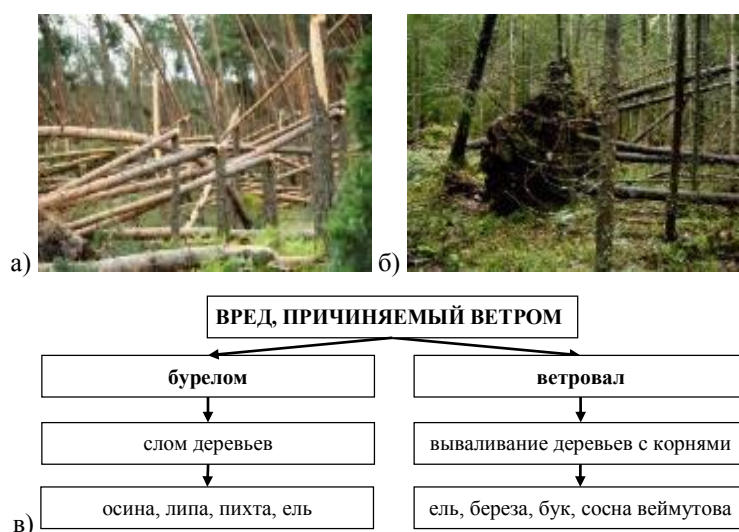 а)
б)
ВРЕД, ПРИЧИНЯЕМЫЙ ВЕТРОМ
бурелом
ветровал
слом деревьев
вываливание деревьев с корнями
осина, липа, пихта, ель
ель, береза, бук, сосна веймутова
в)